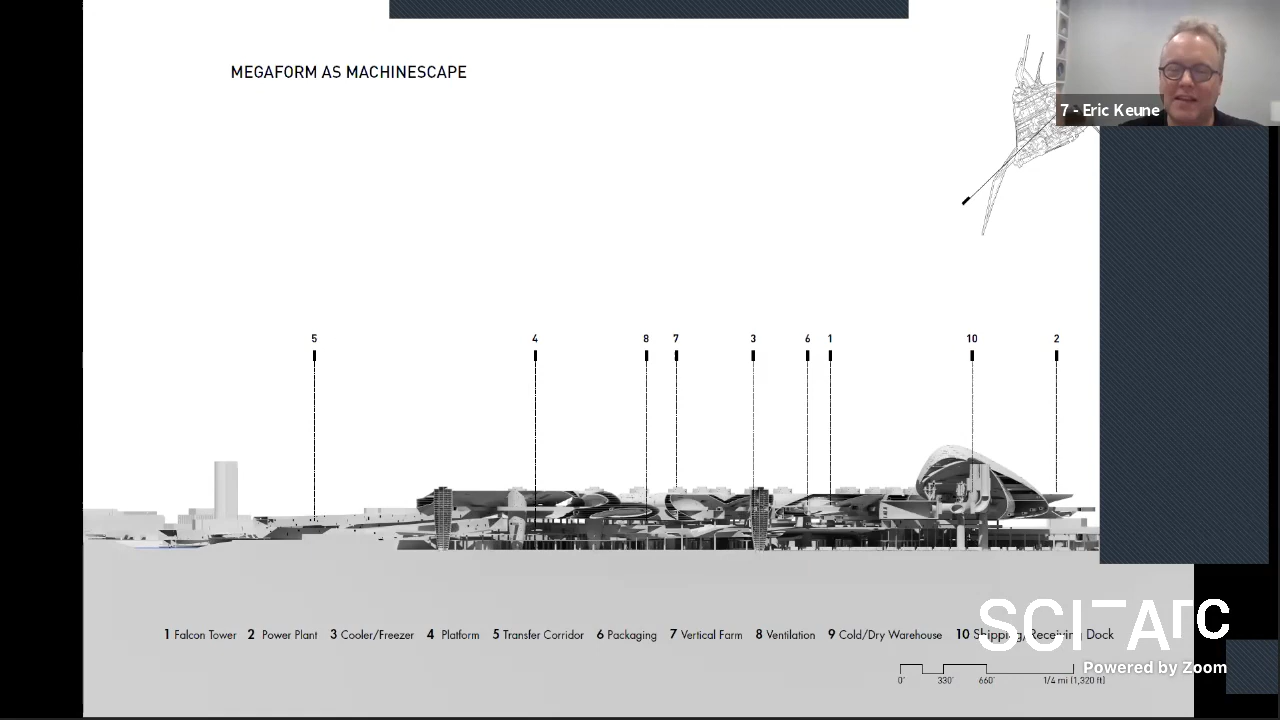 MEGAFORM AS MACHINESCAPE
7 - Eric Keune
5 4 8 7 3 6 1 10 2
1 Falcon Tower 2 Power Plant 3 Cooler/Freezer 4 Platform 5 Transfer Corridor 6 Packaging 7 Vertical Farm 8 Ventilation 9 Cold/Dry Warehouse 10 Shipping/Receiving Dock
SCI-Arc
Powered by Zoom
0' 330' 660' 1/4 mi (1,320 ft)